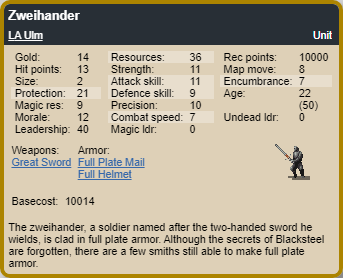 Zweihander
LA Ulm Unit
Gold: 14 Resources: 36 Rec points: 10000
Hit points: 13 Strength: 11 Map move: 8
Size: 2 Attack skill: 11 Encumbrance: 7
Protection: 21 Defence skill: 9 Age: 22
Magic res: 9 Precision: 10 (50)
Morale: 12 Combat speed: 7 Undead ldr: 0
Leadership: 40 Magic ldr: 0
Weapons: Armor:
Great Sword Full Plate Mail
Full Helmet
Basecost: 10014
The zweihander, a soldier named after the two-handed sword he
wields, is clad in full plate armor. Although the secrets of Blacksteel
are forgotten, there are a few smiths still able to make full plate
armor.